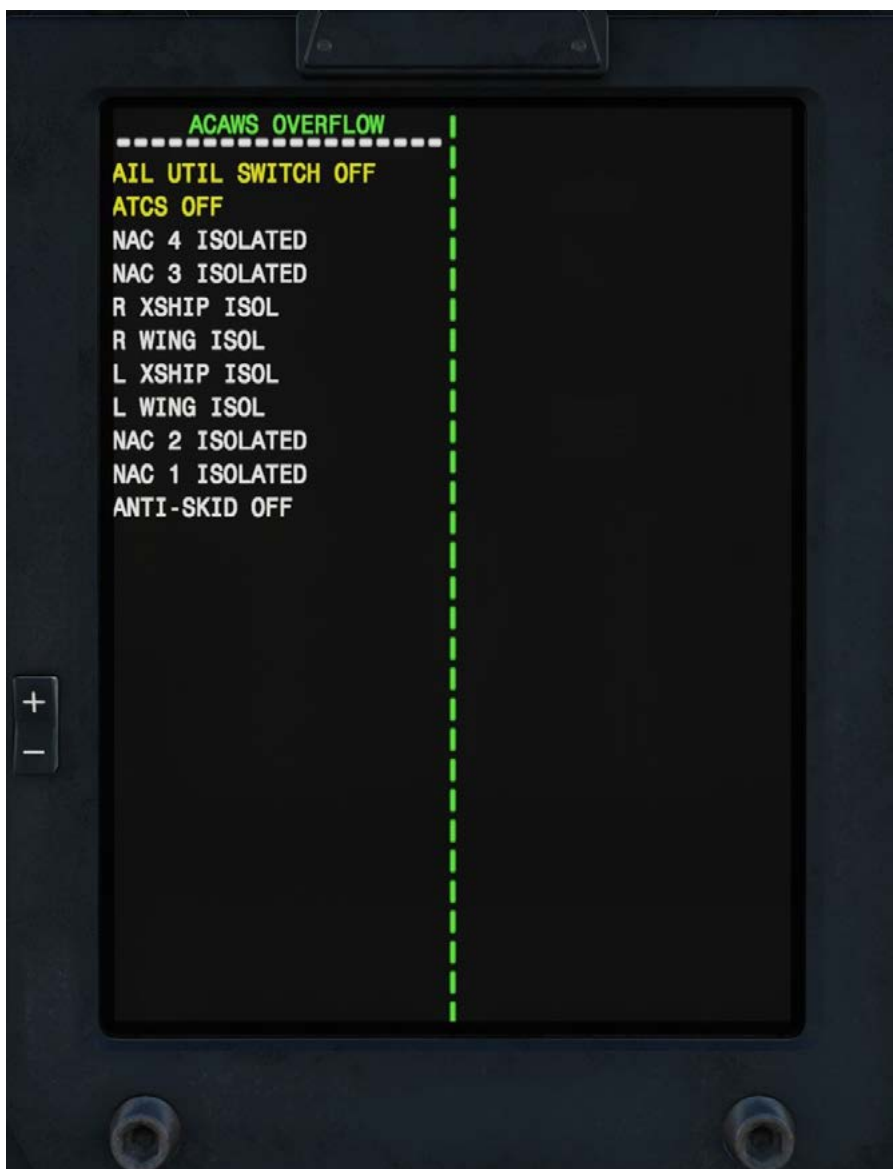 ACAWS OVERFLOW
AIL UTIL SWITCH OFF
ATCS OFF
NAC 4 ISOLATED
NAC 3 ISOLATED
R XSHIP ISOL
R WING ISOL
L XSHIP ISOL
L WING ISOL
NAC 2 ISOLATED
NAC 1 ISOLATED
ANTI-SKID OFF
+
−